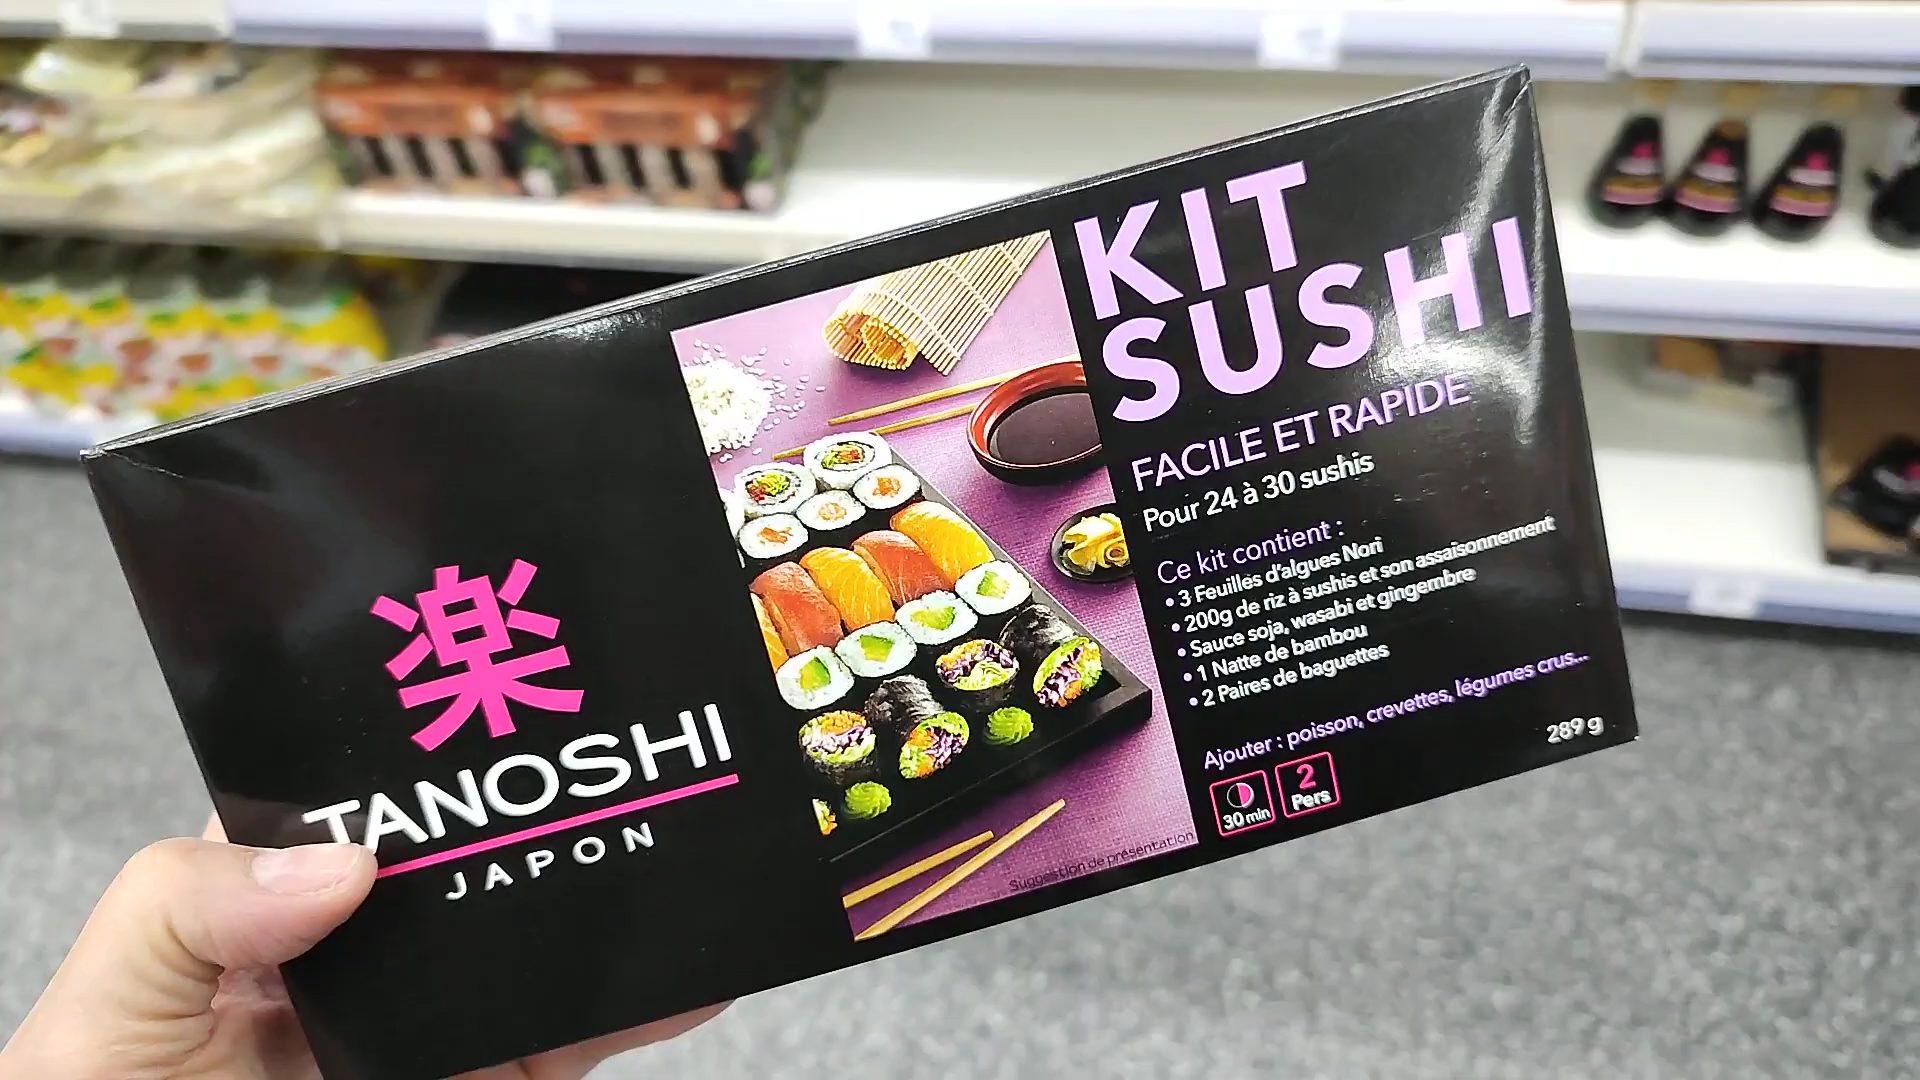 楽
TANOSHI
JAPON
KIT
SUSHI
FACILE ET RAPIDE
Pour 24 à 30 sushis
Ce kit contient :
• 3 Feuilles d'algues Nori
• 200g de riz à sushis et son assaisonnement
• Sauce soja, wasabi et gingembre
• 1 Natte de bambou
• 2 Paires de baguettes
Ajouter : poisson, crevettes, légumes crus...
289 g
30 min
2
Pers
Suggestion de présentation